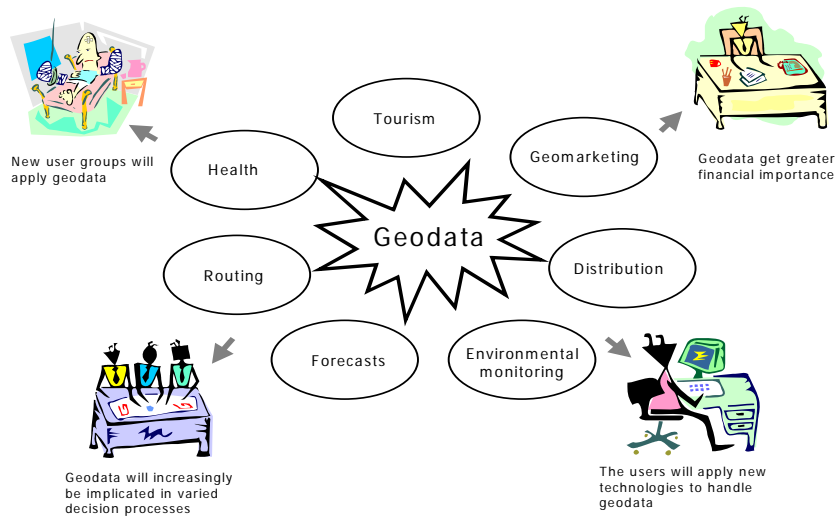 Tourism
Health
Geomarketing
New user groups will
apply geodata
Geodata get greater
financial importance
Geodata
Routing
Distribution
Forecasts
Environmental
monitoring
Geodata will increasingly
be implicated in varied
decision processes
The users will apply new
technologies to handle
geodata